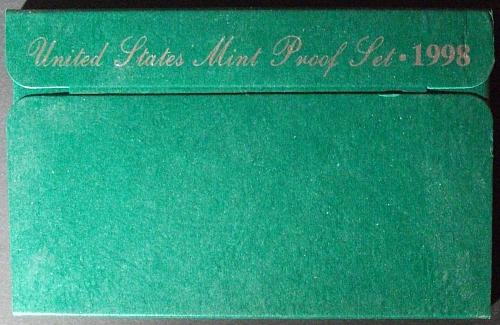 United States Mint Proof Set • 1998